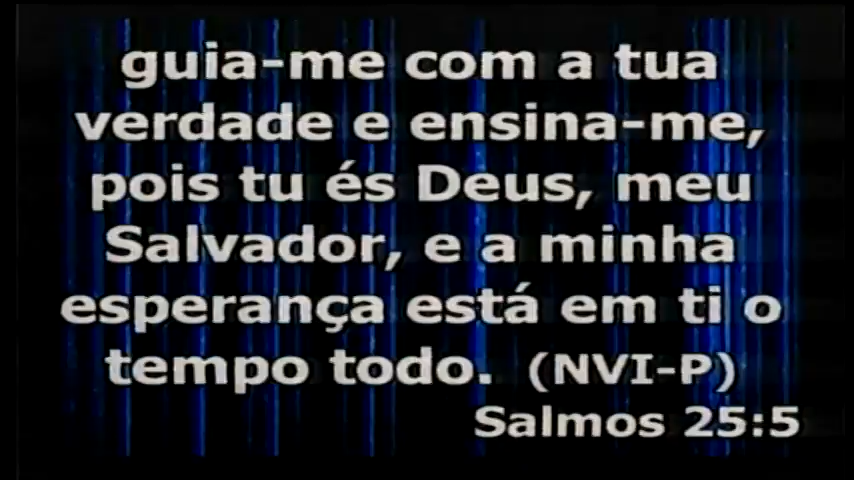 guia-me com a tua
verdade e ensina-me,
pois tu és Deus, meu
Salvador, e a minha
esperança está em ti o
tempo todo. (NVI-P)
Salmos 25:5